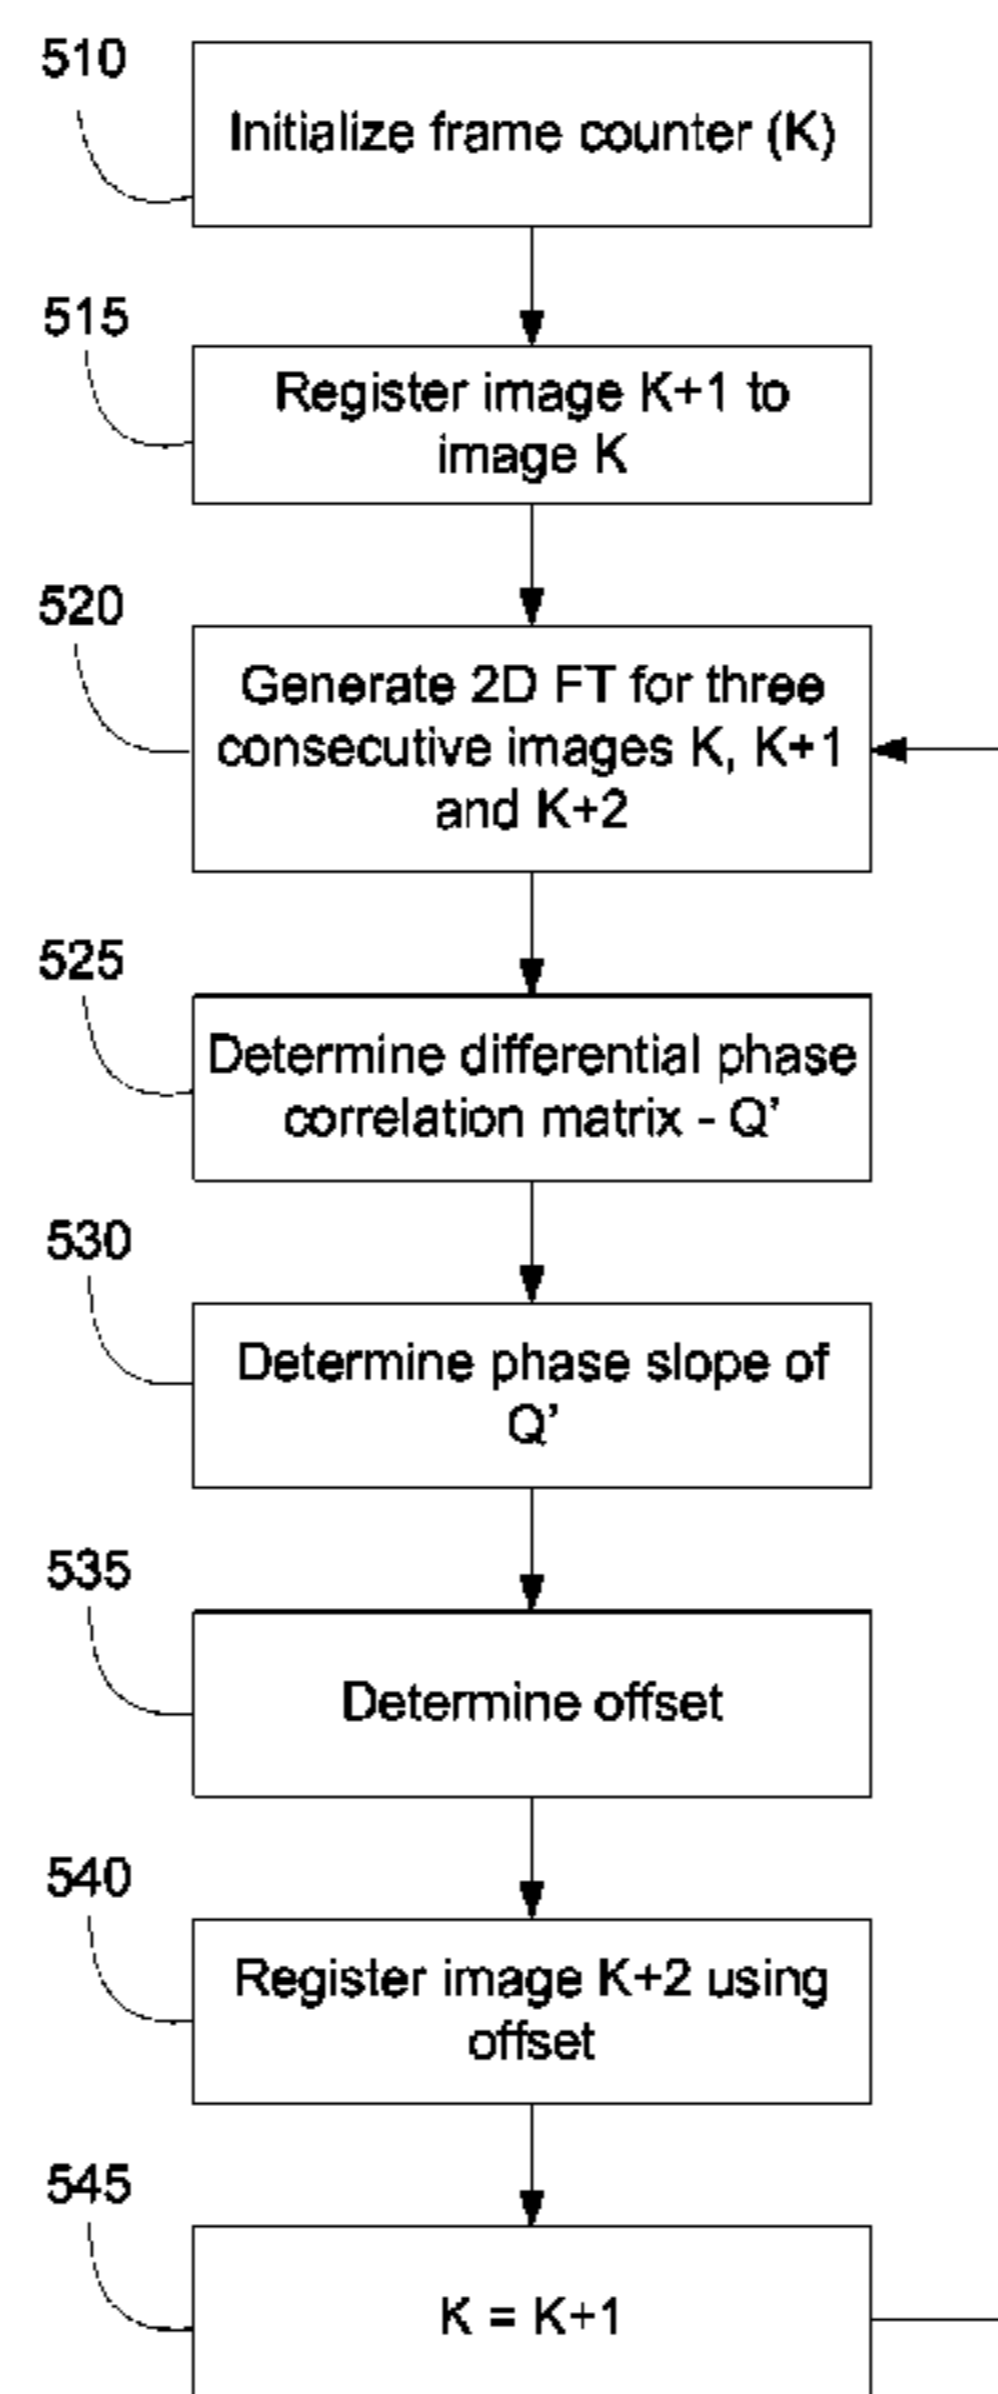 510
Initialize frame counter (K)
515
Register image K+1 to
image K
520
Generate 2D FT for three
consecutive images K, K+1
and K+2
525
Determine differential phase
correlation matrix - Q’
530
Determine phase slope of
Q’
535
Determine offset
540
Register image K+2 using
offset
545
K = K+1